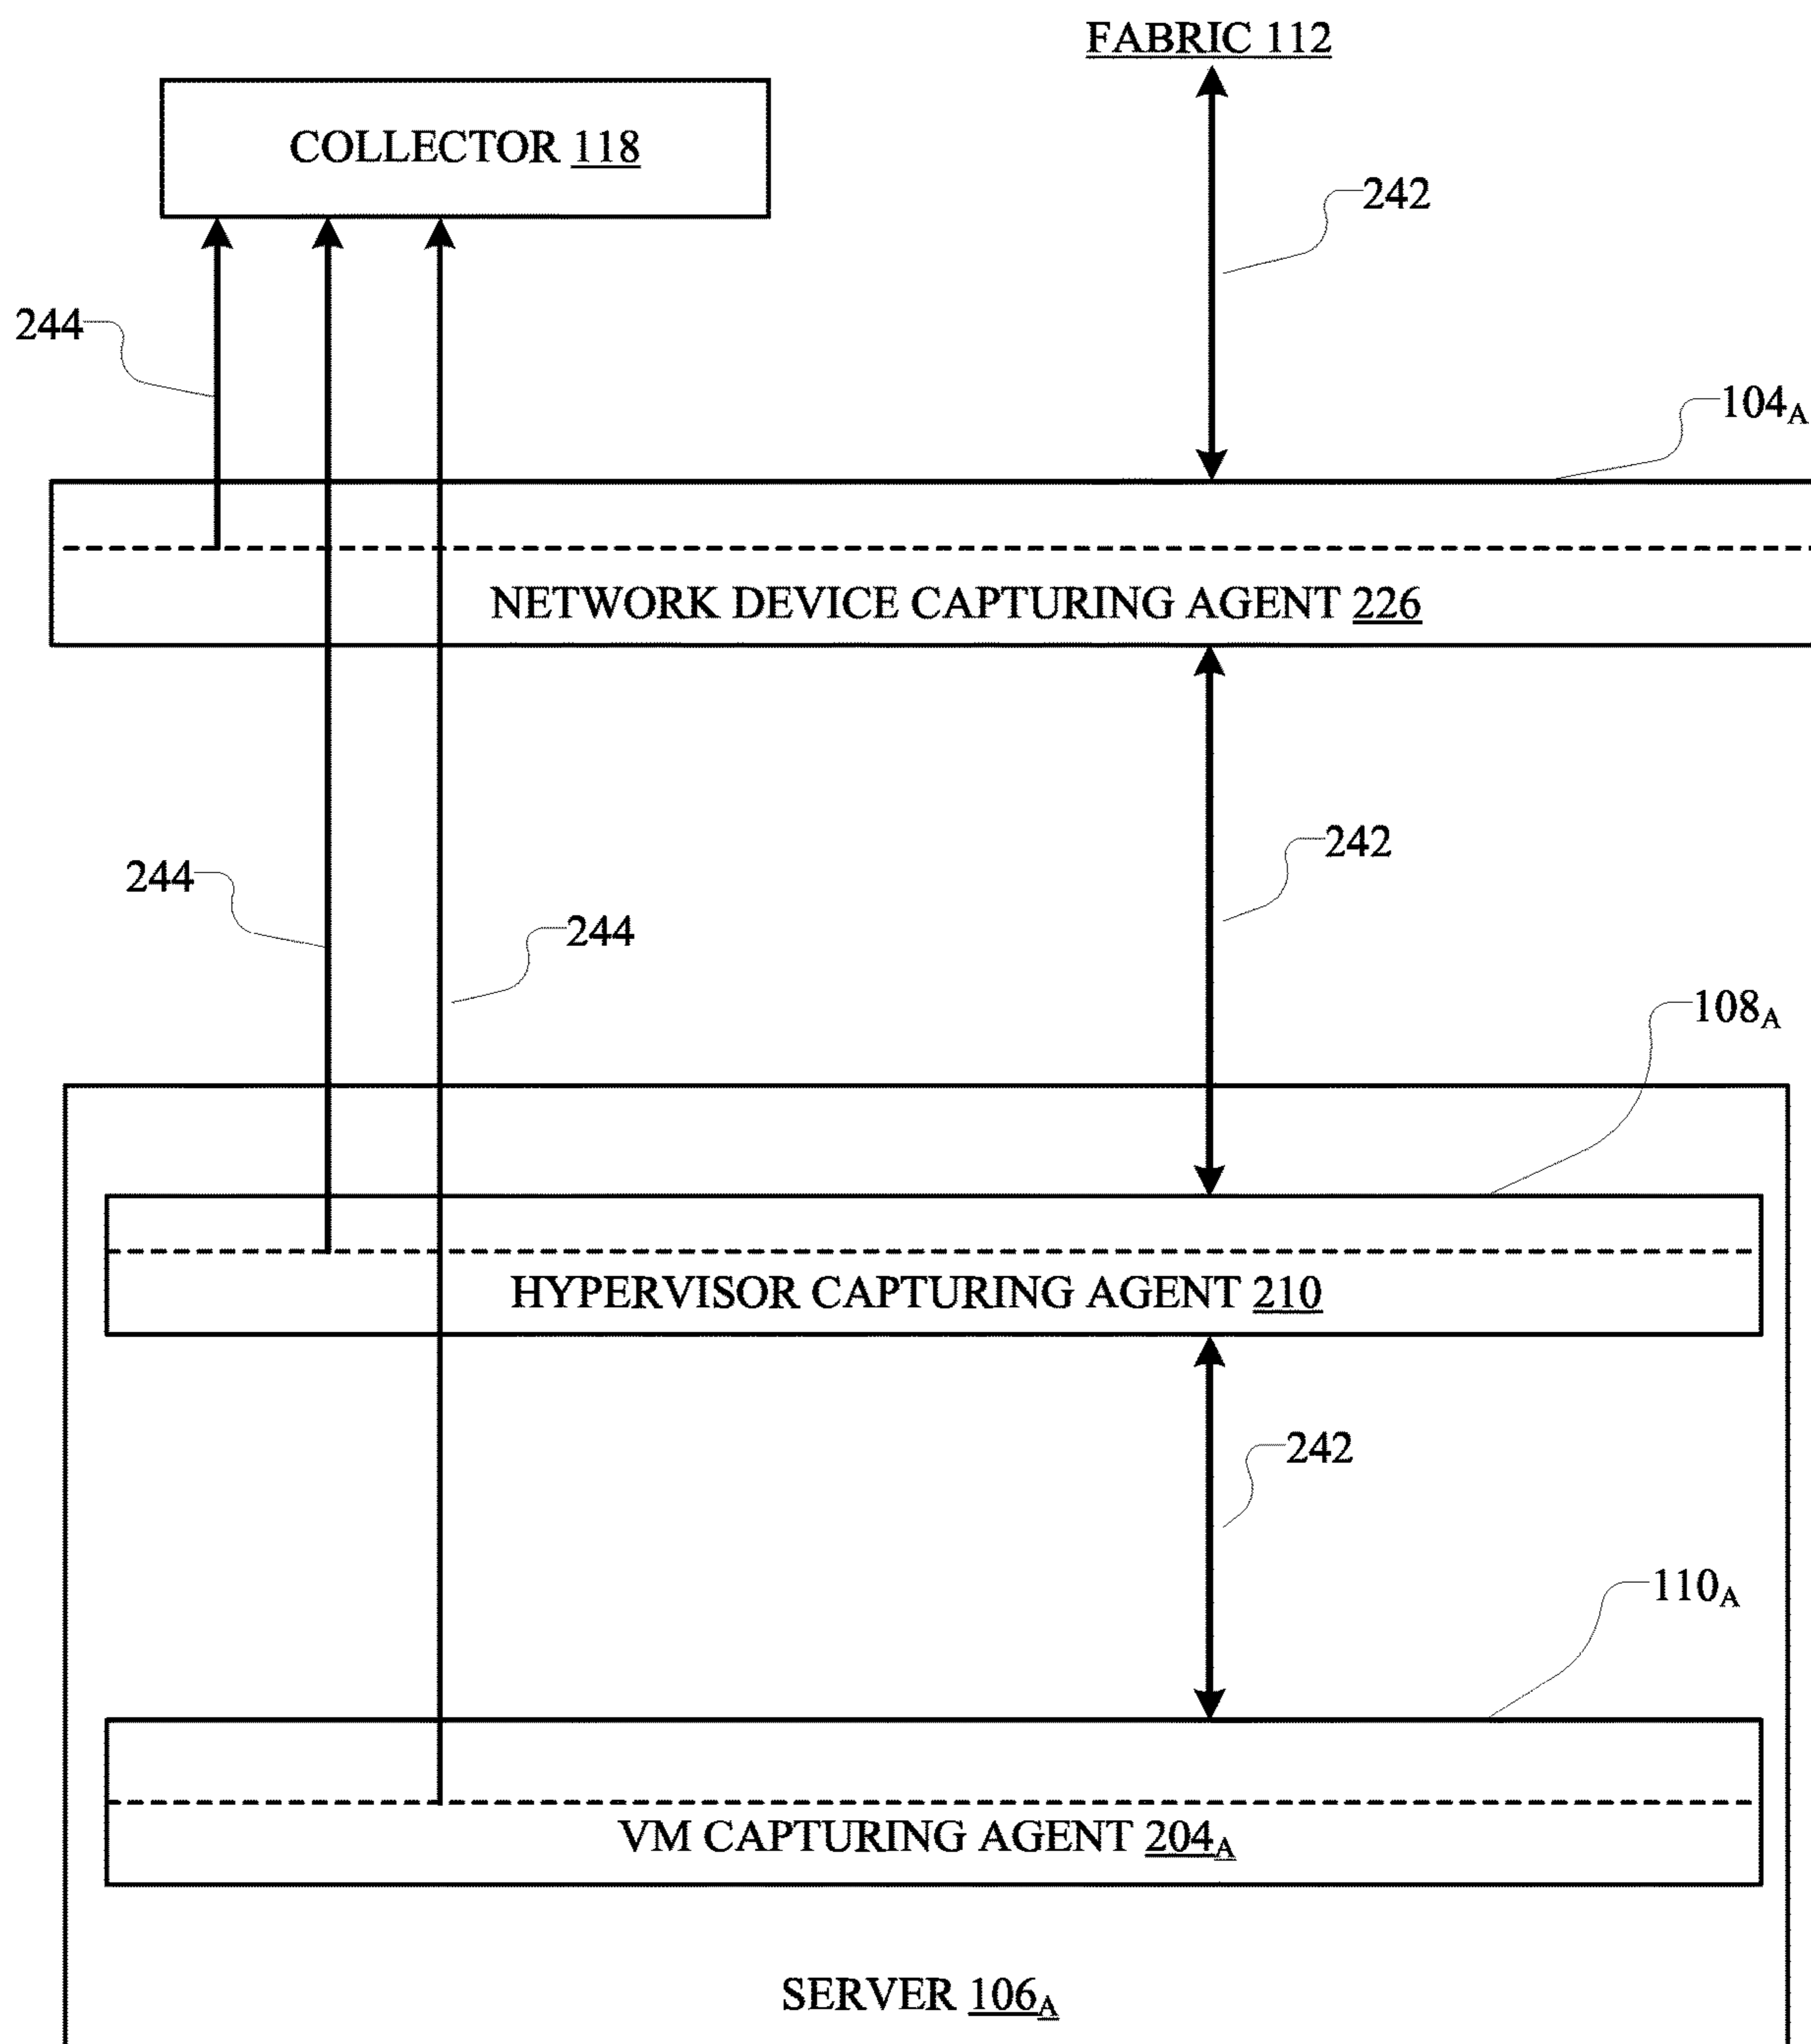 FABRIC 112
COLLECTOR 118
242
244
104A
NETWORK DEVICE CAPTURING AGENT 226
242
244
244
108A
HYPERVISOR CAPTURING AGENT 210
242
110A
VM CAPTURING AGENT 204A
SERVER 106A